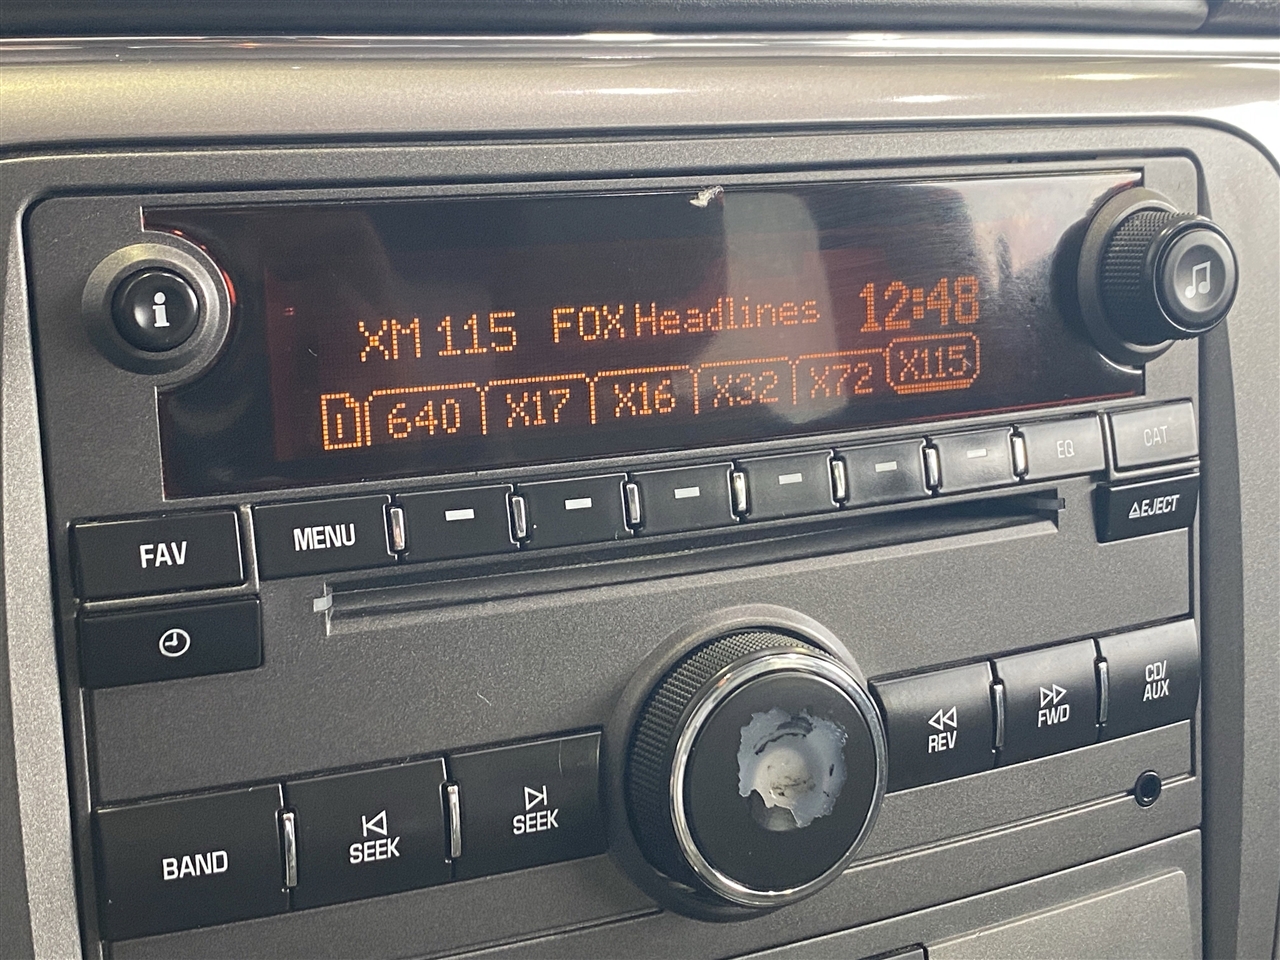 XM 115 FOX Headlines 12:48
1 640 X17 X16 X32 X72 X115
i
EQ CAT
FAV MENU
EJECT
REV FWD CD/
AUX
BAND SEEK SEEK